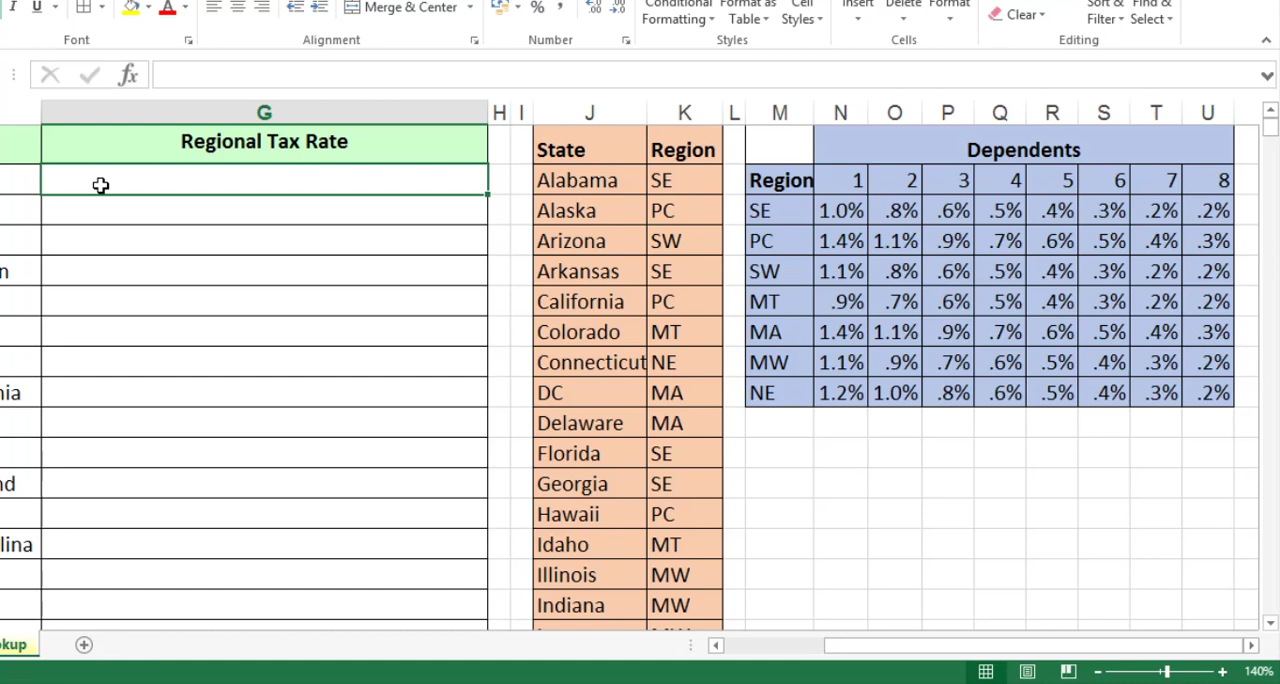 I U Merge & Center % , .00 Conditional Format as Cell Insert Delete Format Clear Sort & Find &
Formatting Table Styles Filter Select
Font Alignment Number Styles Cells Editing
fx
G H I J K L M N O P Q R S T U
Regional Tax Rate State Region Dependents
Alabama SE Region 1 2 3 4 5 6 7 8
Alaska PC SE 1.0% .8% .6% .5% .4% .3% .2% .2%
Arizona SW PC 1.4% 1.1% .9% .7% .6% .5% .4% .3%
n Arkansas SE SW 1.1% .8% .6% .5% .4% .3% .2% .2%
California PC MT .9% .7% .6% .5% .4% .3% .2% .2%
Colorado MT MA 1.4% 1.1% .9% .7% .6% .5% .4% .3%
Connecticut NE MW 1.1% .9% .7% .6% .5% .4% .3% .2%
nia DC MA NE 1.2% 1.0% .8% .6% .5% .4% .3% .2%
Delaware MA
Florida SE
nd Georgia SE
Hawaii PC
lina Idaho MT
Illinois MW
Indiana MW
okup
140%